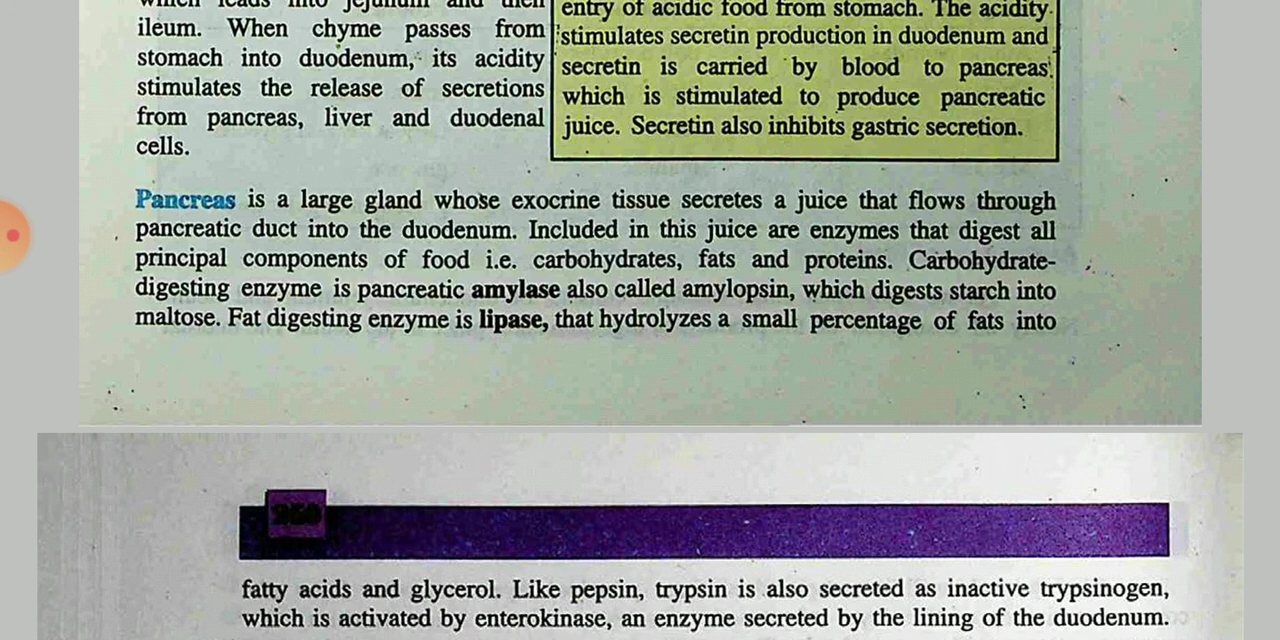 which leads into jejunum and then
ileum. When chyme passes from
stomach into duodenum, its acidity
stimulates the release of secretions
from pancreas, liver and duodenal
cells.
entry of acidic food from stomach. The acidity
stimulates secretin production in duodenum and
secretin is carried by blood to pancreas,
which is stimulated to produce pancreatic
juice. Secretin also inhibits gastric secretion.
Pancreas is a large gland whose exocrine tissue secretes a juice that flows through
pancreatic duct into the duodenum. Included in this juice are enzymes that digest all
principal components of food i.e. carbohydrates, fats and proteins. Carbohydrate-
digesting enzyme is pancreatic amylase also called amylopsin, which digests starch into
maltose. Fat digesting enzyme is lipase, that hydrolyzes a small percentage of fats into
fatty acids and glycerol. Like pepsin, trypsin is also secreted as inactive trypsinogen,
which is activated by enterokinase, an enzyme secreted by the lining of the duodenum.